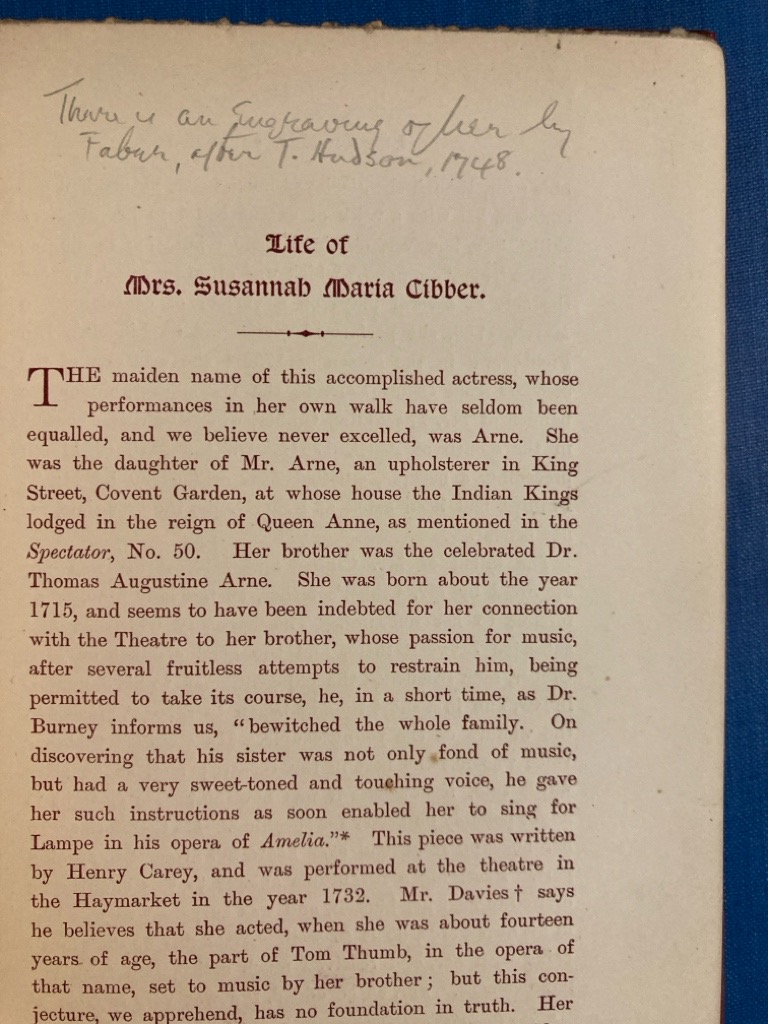 There is an Engraving of her by
Faber, after T. Hudson, 1748.
Life of
Mrs. Susannah Maria Cibber.
THE maiden name of this accomplished actress, whose
performances in her own walk have seldom been
equalled, and we believe never excelled, was Arne. She
was the daughter of Mr. Arne, an upholsterer in King
Street, Covent Garden, at whose house the Indian Kings
lodged in the reign of Queen Anne, as mentioned in the
Spectator, No. 50. Her brother was the celebrated Dr.
Thomas Augustine Arne. She was born about the year
1715, and seems to have been indebted for her connection
with the Theatre to her brother, whose passion for music,
after several fruitless attempts to restrain him, being
permitted to take its course, he, in a short time, as Dr.
Burney informs us, “bewitched the whole family. On
discovering that his sister was not only fond of music,
but had a very sweet-toned and touching voice, he gave
her such instructions as soon enabled her to sing for
Lampe in his opera of Amelia.”* This piece was written
by Henry Carey, and was performed at the theatre in
the Haymarket in the year 1732. Mr. Davies † says
he believes that she acted, when she was about fourteen
years of age, the part of Tom Thumb, in the opera of
that name, set to music by her brother; but this con-
jecture, we apprehend, has no foundation in truth. Her